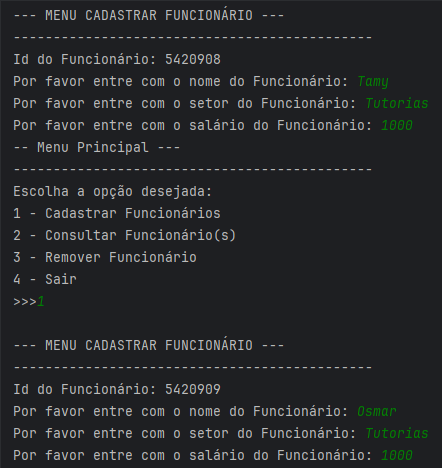 --- MENU CADASTRAR FUNCIONÁRIO ---
---------------------------------------------
Id do Funcionário: 5420908
Por favor entre com o nome do Funcionário: Tamy
Por favor entre com o setor do Funcionário: Tutorias
Por favor entre com o salário do Funcionário: 1000
-- Menu Principal ---
---------------------------------------------
Escolha a opção desejada:
1 - Cadastrar Funcionários
2 - Consultar Funcionário(s)
3 - Remover Funcionário
4 - Sair
>>>1
--- MENU CADASTRAR FUNCIONÁRIO ---
---------------------------------------------
Id do Funcionário: 5420909
Por favor entre com o nome do Funcionário: Osmar
Por favor entre com o setor do Funcionário: Tutorias
Por favor entre com o salário do Funcionário: 1000